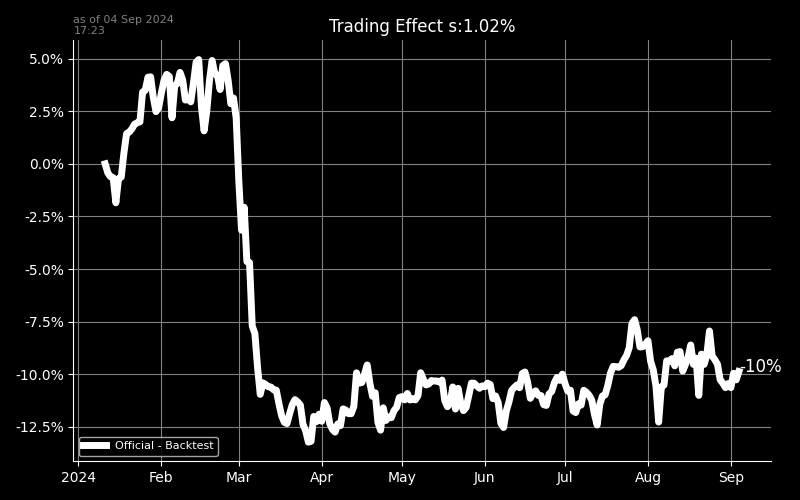 as of 04 Sep 2024
17:23
Trading Effect s:1.02%
5.0%
2.5%
0.0%
-2.5%
-5.0%
-7.5%
-10.0%
-12.5%
-10%
Official - Backtest
2024 Feb Mar Apr May Jun Jul Aug Sep